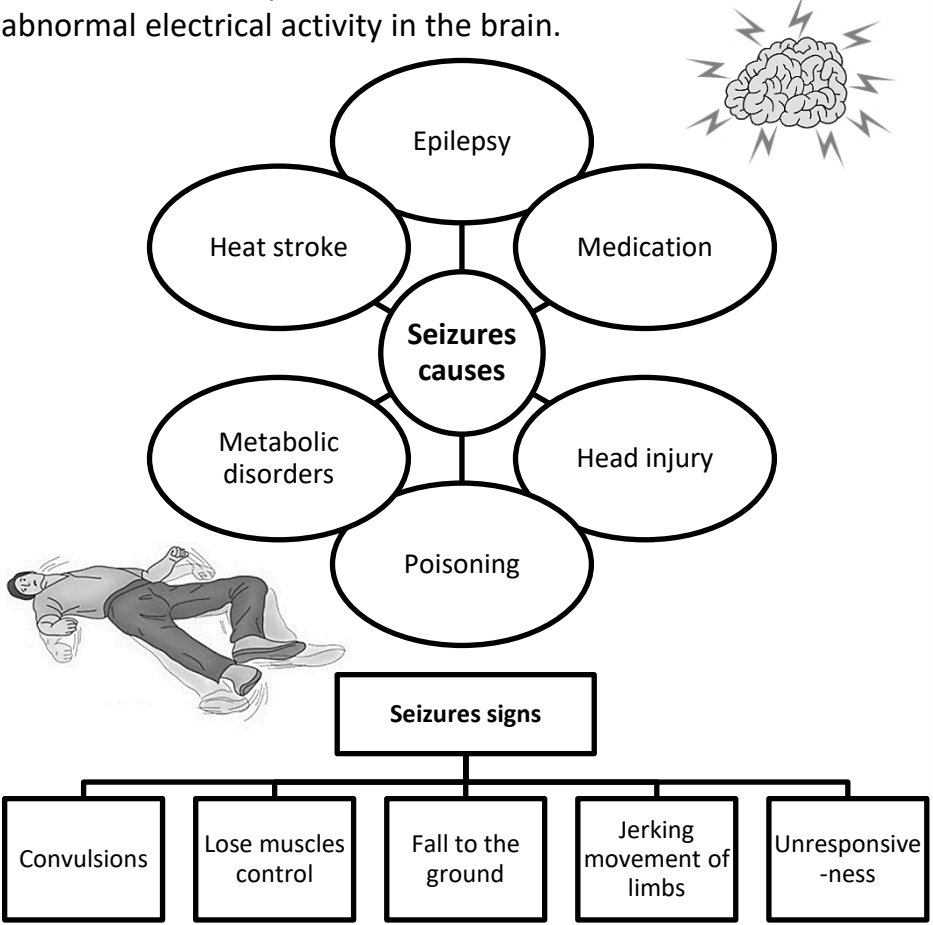 abnormal electrical activity in the brain.
Epilepsy
Heat stroke
Medication
Seizures
causes
Metabolic
disorders
Head injury
Poisoning
Seizures signs
Convulsions
Lose muscles
control
Fall to the
ground
Jerking
movement of
limbs
Unresponsive
-ness